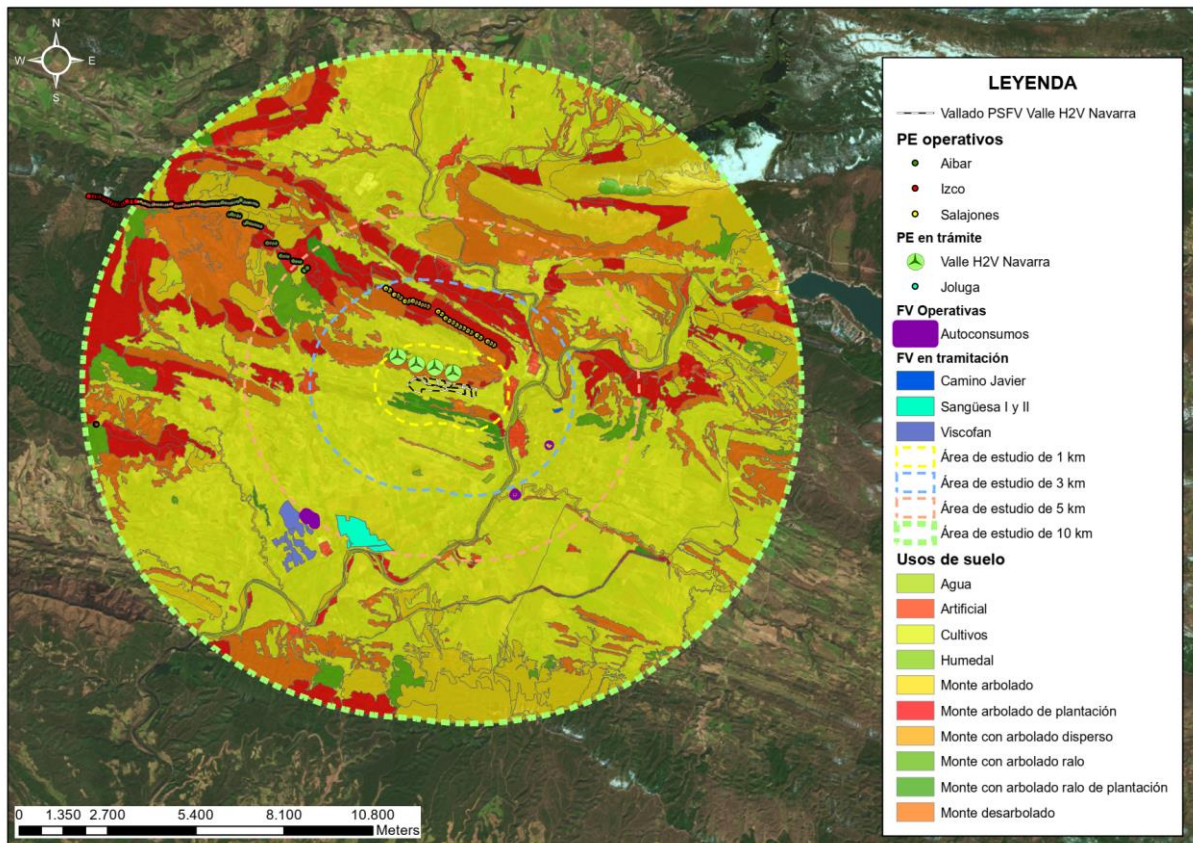 N
W E
S
LEYENDA
Vallado PSFV Valle H2V Navarra
PE operativos
Aibar
Izco
Salajones
PE en trámite
Valle H2V Navarra
Joluga
FV Operativas
Autoconsumos
FV en tramitación
Camino Javier
Sangüesa I y II
Viscofan
Área de estudio de 1 km
Área de estudio de 3 km
Área de estudio de 5 km
Área de estudio de 10 km
Usos de suelo
Agua
Artificial
Cultivos
Humedal
Monte arbolado
Monte arbolado de plantación
Monte con arbolado disperso
Monte con arbolado ralo
Monte con arbolado ralo de plantación
Monte desarbolado
0 1.350 2.700 5.400 8.100 10.800
Meters